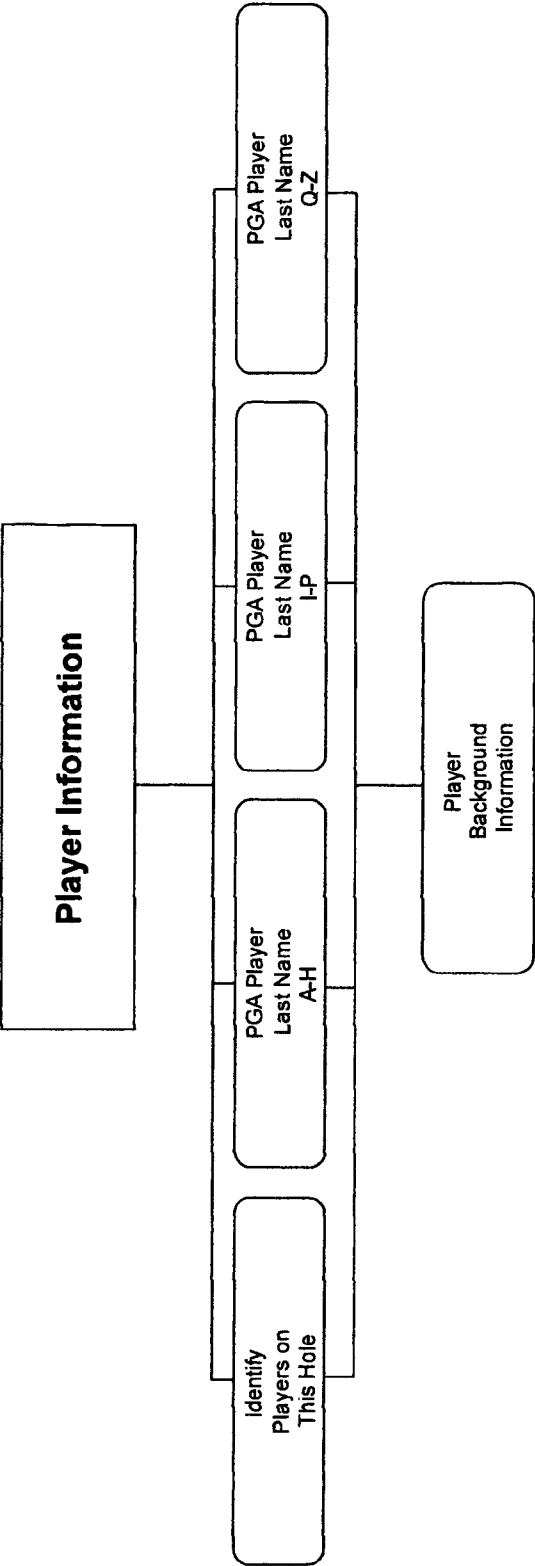 Player Information
Identify
Players on
This Hole
PGA Player
Last Name
A-H
PGA Player
Last Name
I-P
PGA Player
Last Name
Q-Z
Player
Background
Information